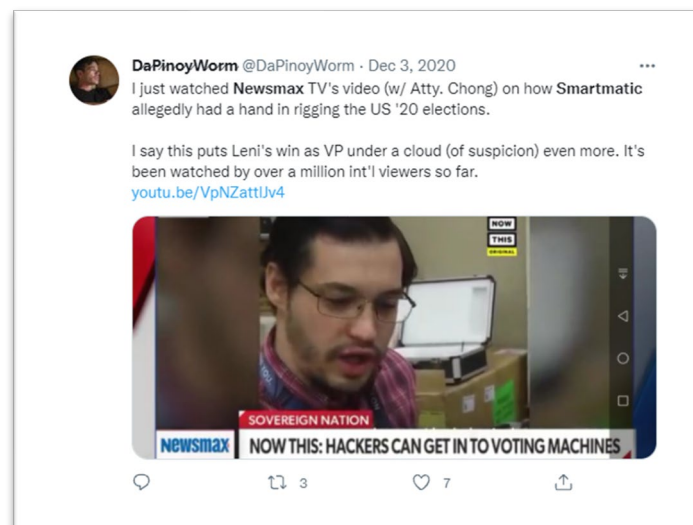 DaPinoyWorm @DaPinoyWorm · Dec 3, 2020
I just watched Newsmax TV's video (w/ Atty. Chong) on how Smartmatic
allegedly had a hand in rigging the US '20 elections.
I say this puts Leni's win as VP under a cloud (of suspicion) even more. It's
been watched by over a million int'l viewers so far.
youtu.be/VpNZattlJv4
NOW
THIS
ORIGINAL
SOVEREIGN NATION
Newsmax NOW THIS: HACKERS CAN GET IN TO VOTING MACHINES
3 7